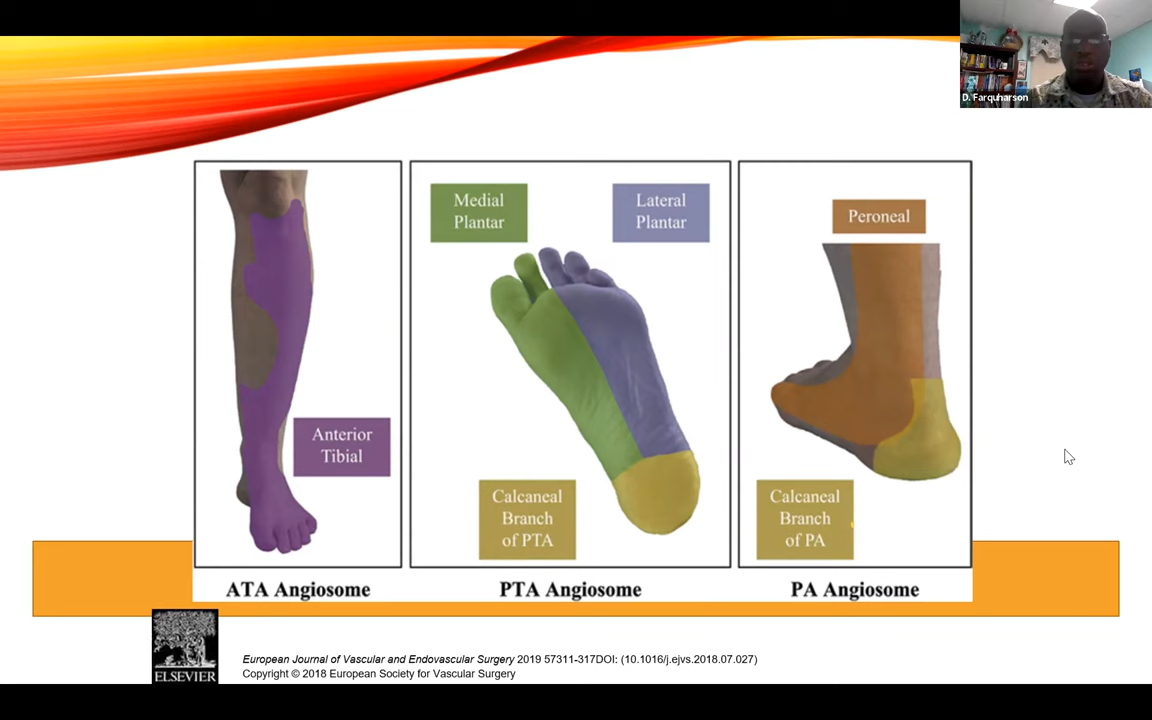 D. Farquharson
Medial
Plantar
Lateral
Plantar
Peroneal
Anterior
Tibial
Calcaneal
Branch
of PTA
Calcaneal
Branch
of PA
ATA Angiosome
PTA Angiosome
PA Angiosome
European Journal of Vascular and Endovascular Surgery 2019 57311-317DOI: (10.1016/j.ejvs.2018.07.027)
Copyright © 2018 European Society for Vascular Surgery
ELSEVIER